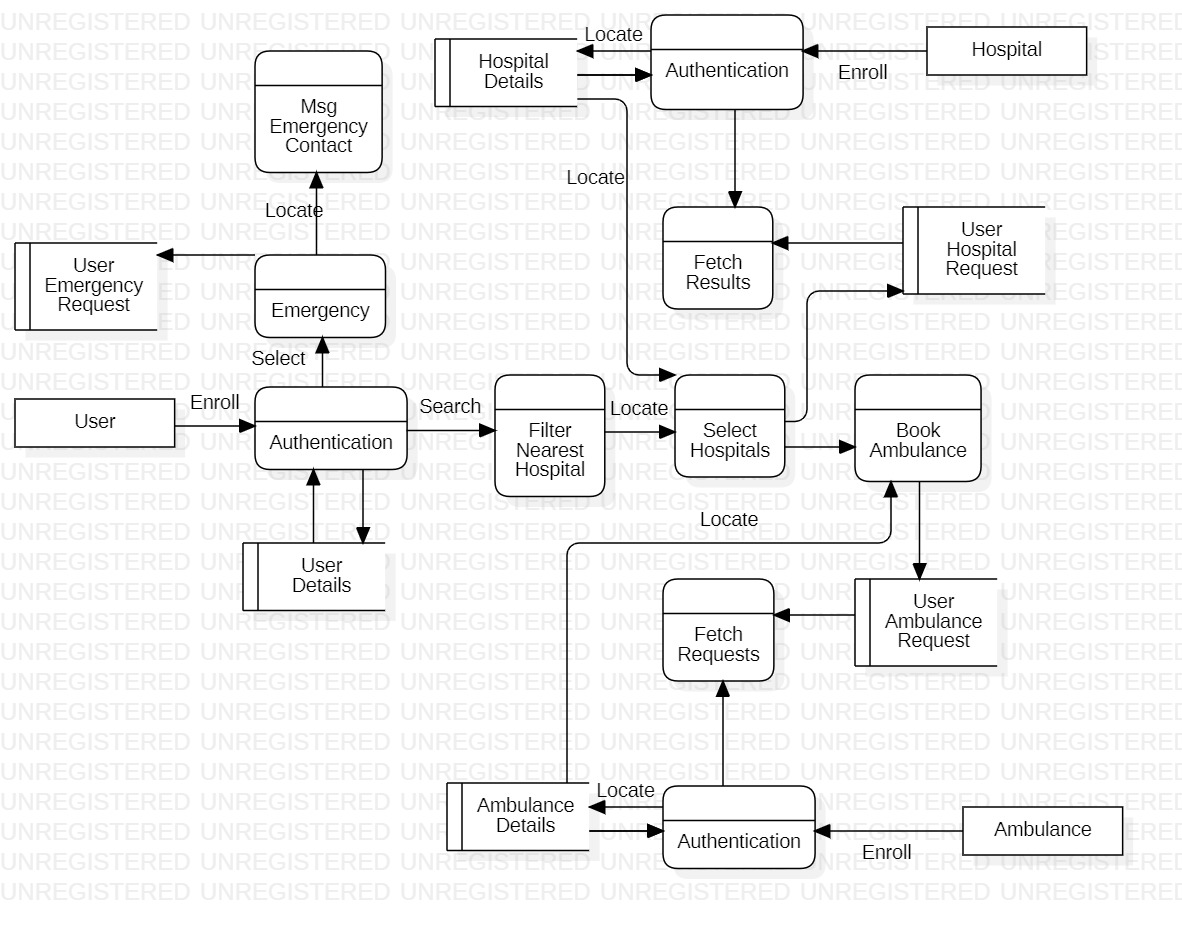 Locate
Hospital
Details
Authentication
Enroll
Hospital
Msg
Emergency
Contact
Locate
Locate
User
Emergency
Request
Emergency
Fetch
Results
User
Hospital
Request
Select
User
Enroll
Authentication
Search
Filter
Nearest
Hospital
Locate
Select
Hospitals
Book
Ambulance
Locate
User
Details
Fetch
Requests
User
Ambulance
Request
Ambulance
Details
Locate
Authentication
Enroll
Ambulance
UNREGISTERED UNREGISTERED UNREGISTERED UNREGISTERED UNREGISTERED UNREGISTERED